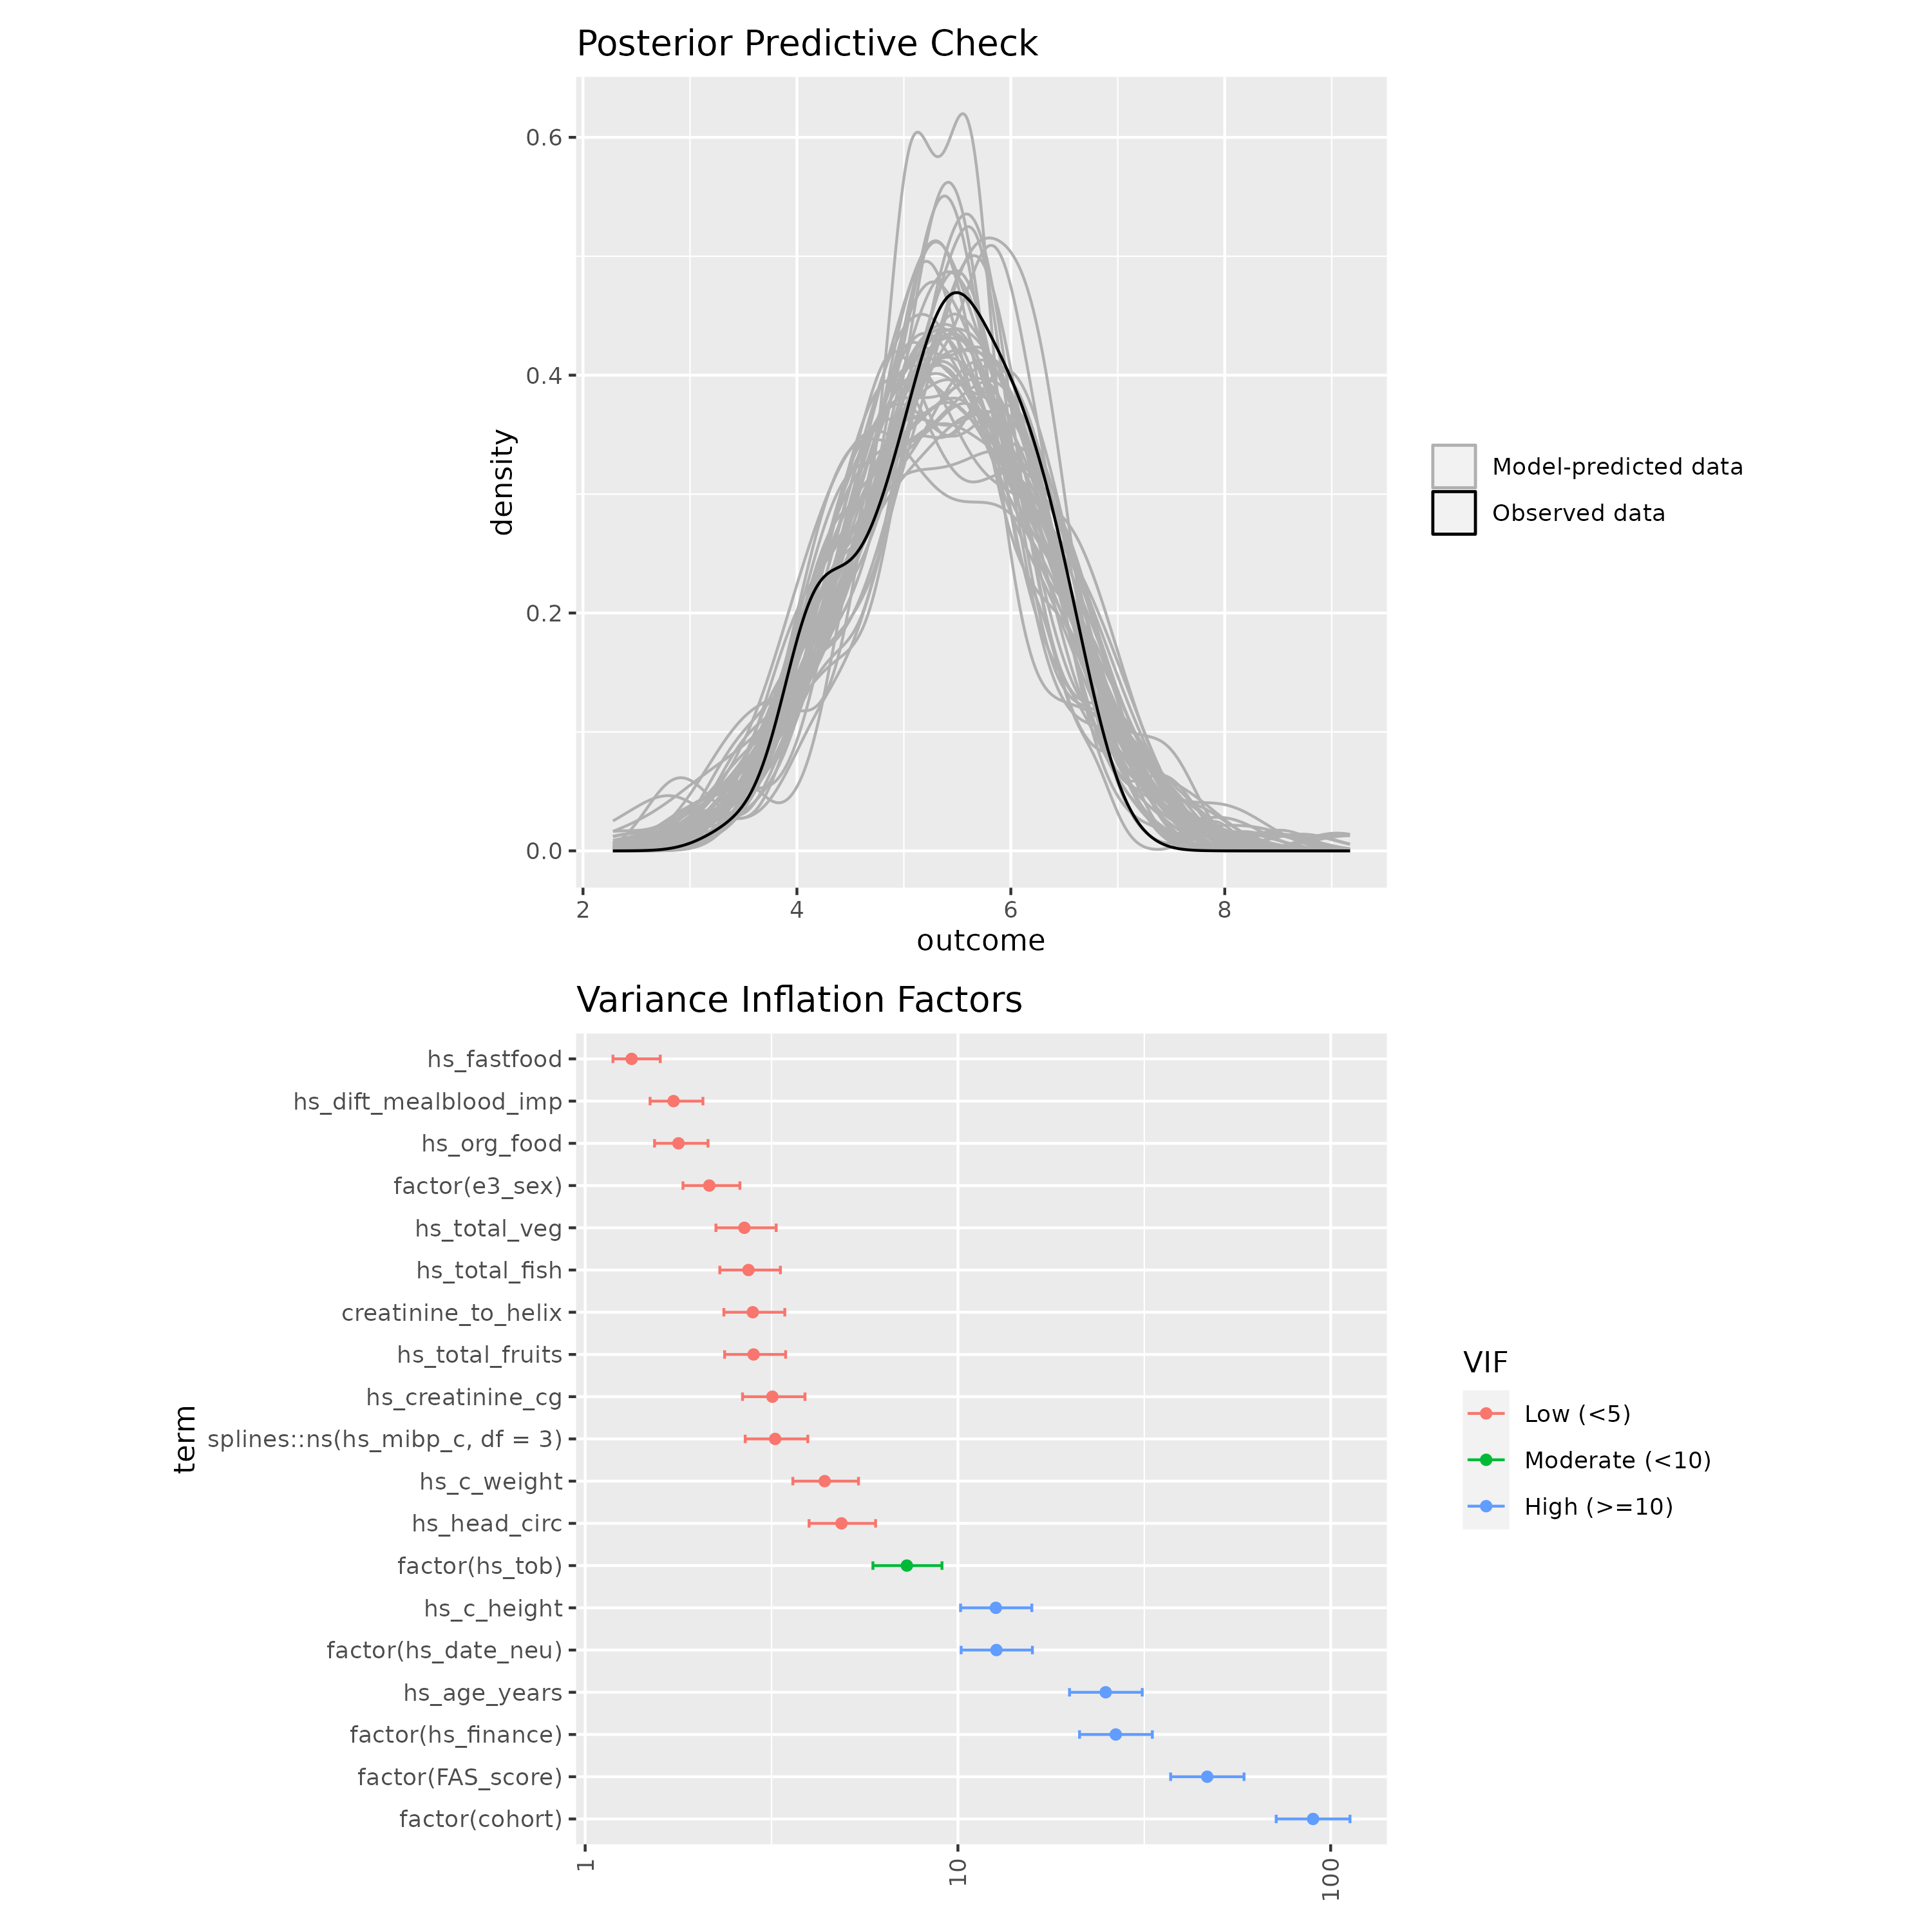 Posterior Predictive Check
0.6
0.4
0.2
0.0
density
2 4 6 8
outcome
Model-predicted data
Observed data
Variance Inflation Factors
hs_fastfood
hs_dift_mealblood_imp
hs_org_food
factor(e3_sex)
hs_total_veg
hs_total_fish
creatinine_to_helix
hs_total_fruits
hs_creatinine_cg
splines::ns(hs_mibp_c, df = 3)
hs_c_weight
hs_head_circ
factor(hs_tob)
hs_c_height
factor(hs_date_neu)
hs_age_years
factor(hs_finance)
factor(FAS_score)
factor(cohort)
term
1 10 100
VIF
Low (<5)
Moderate (<10)
High (>=10)